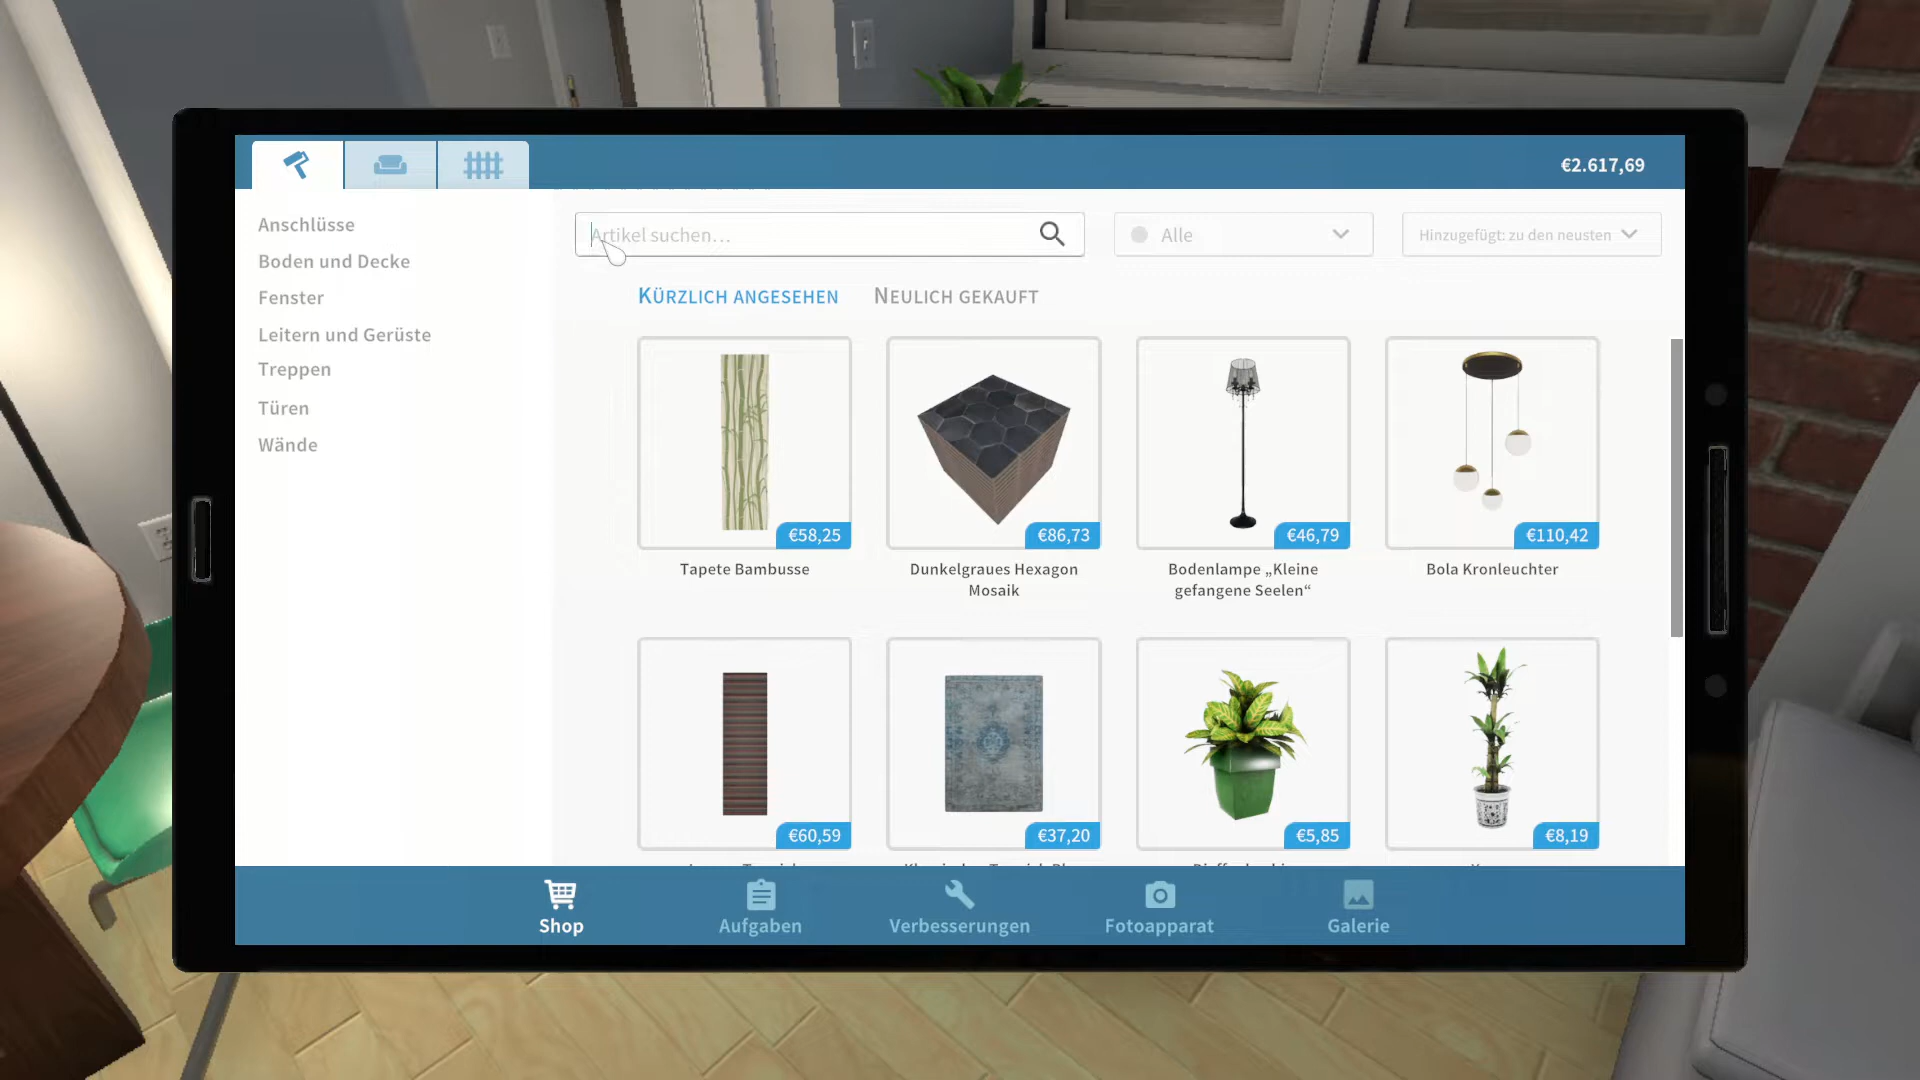 €2.617,69
Anschlüsse
Boden und Decke
Fenster
Leitern und Gerüste
Treppen
Türen
Wände
Artikel suchen...
Alle
Hinzugefügt: zu den neusten
KÜRZLICH ANGESEHEN
NEULICH GEKAUFT
€58,25
€86,73
€46,79
€110,42
Tapete Bambusse
Dunkelgraues Hexagon
Mosaik
Bodenlampe „Kleine
gefangene Seelen“
Bola Kronleuchter
€60,59
€37,20
€5,85
€8,19
Shop
Aufgaben
Verbesserungen
Fotoapparat
Galerie